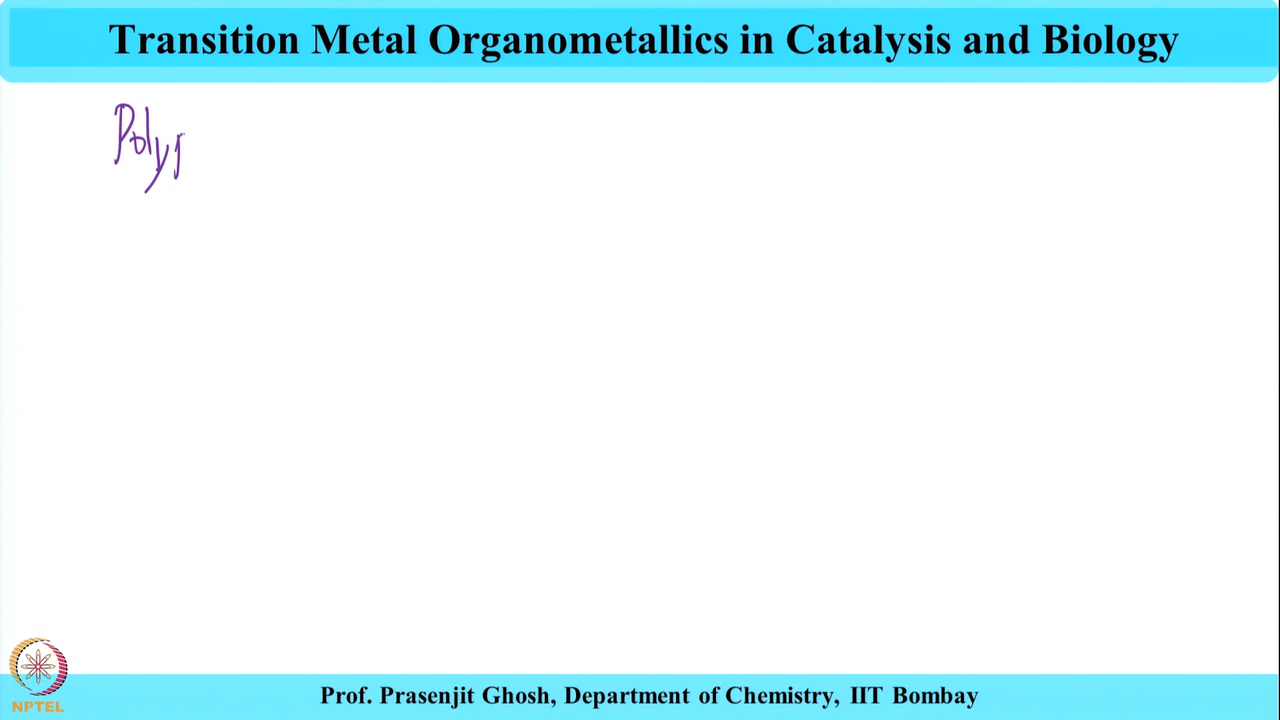 Transition Metal Organometallics in Catalysis and Biology
Poly
NPTEL
Prof. Prasenjit Ghosh, Department of Chemistry, IIT Bombay